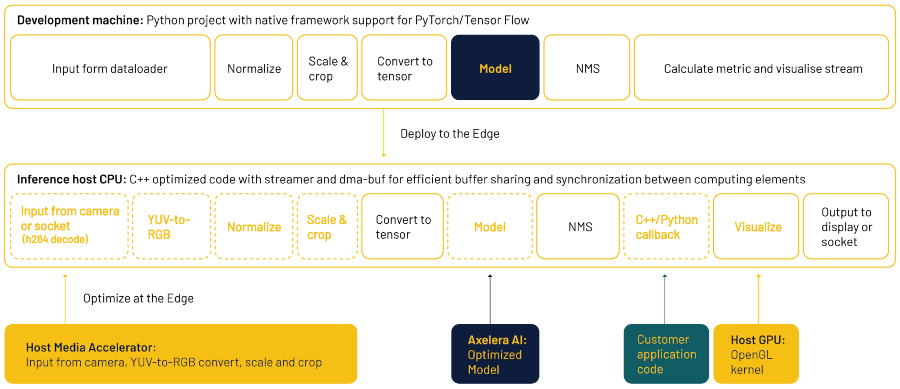 Development machine: Python project with native framework support for PyTorch/Tensor Flow
Input form dataloader
Normalize
Scale &
crop
Convert to
tensor
Model
NMS
Calculate metric and visualise stream
Deploy to the Edge
Inference host CPU: C++ optimized code with streamer and dma-buf for efficient buffer sharing and synchronization between computing elements
Input from camera
or socket
(h264 decode)
YUV-to-
RGB
Normalize
Scale &
crop
Convert to
tensor
Model
NMS
C++/Python
callback
Visualize
Output to
display or
socket
Optimize at the Edge
Host Media Accelerator:
Input from camera, YUV-to-RGB convert, scale and crop
Axelera AI:
Optimized
Model
Customer
application
code
Host GPU:
OpenGL
kernel